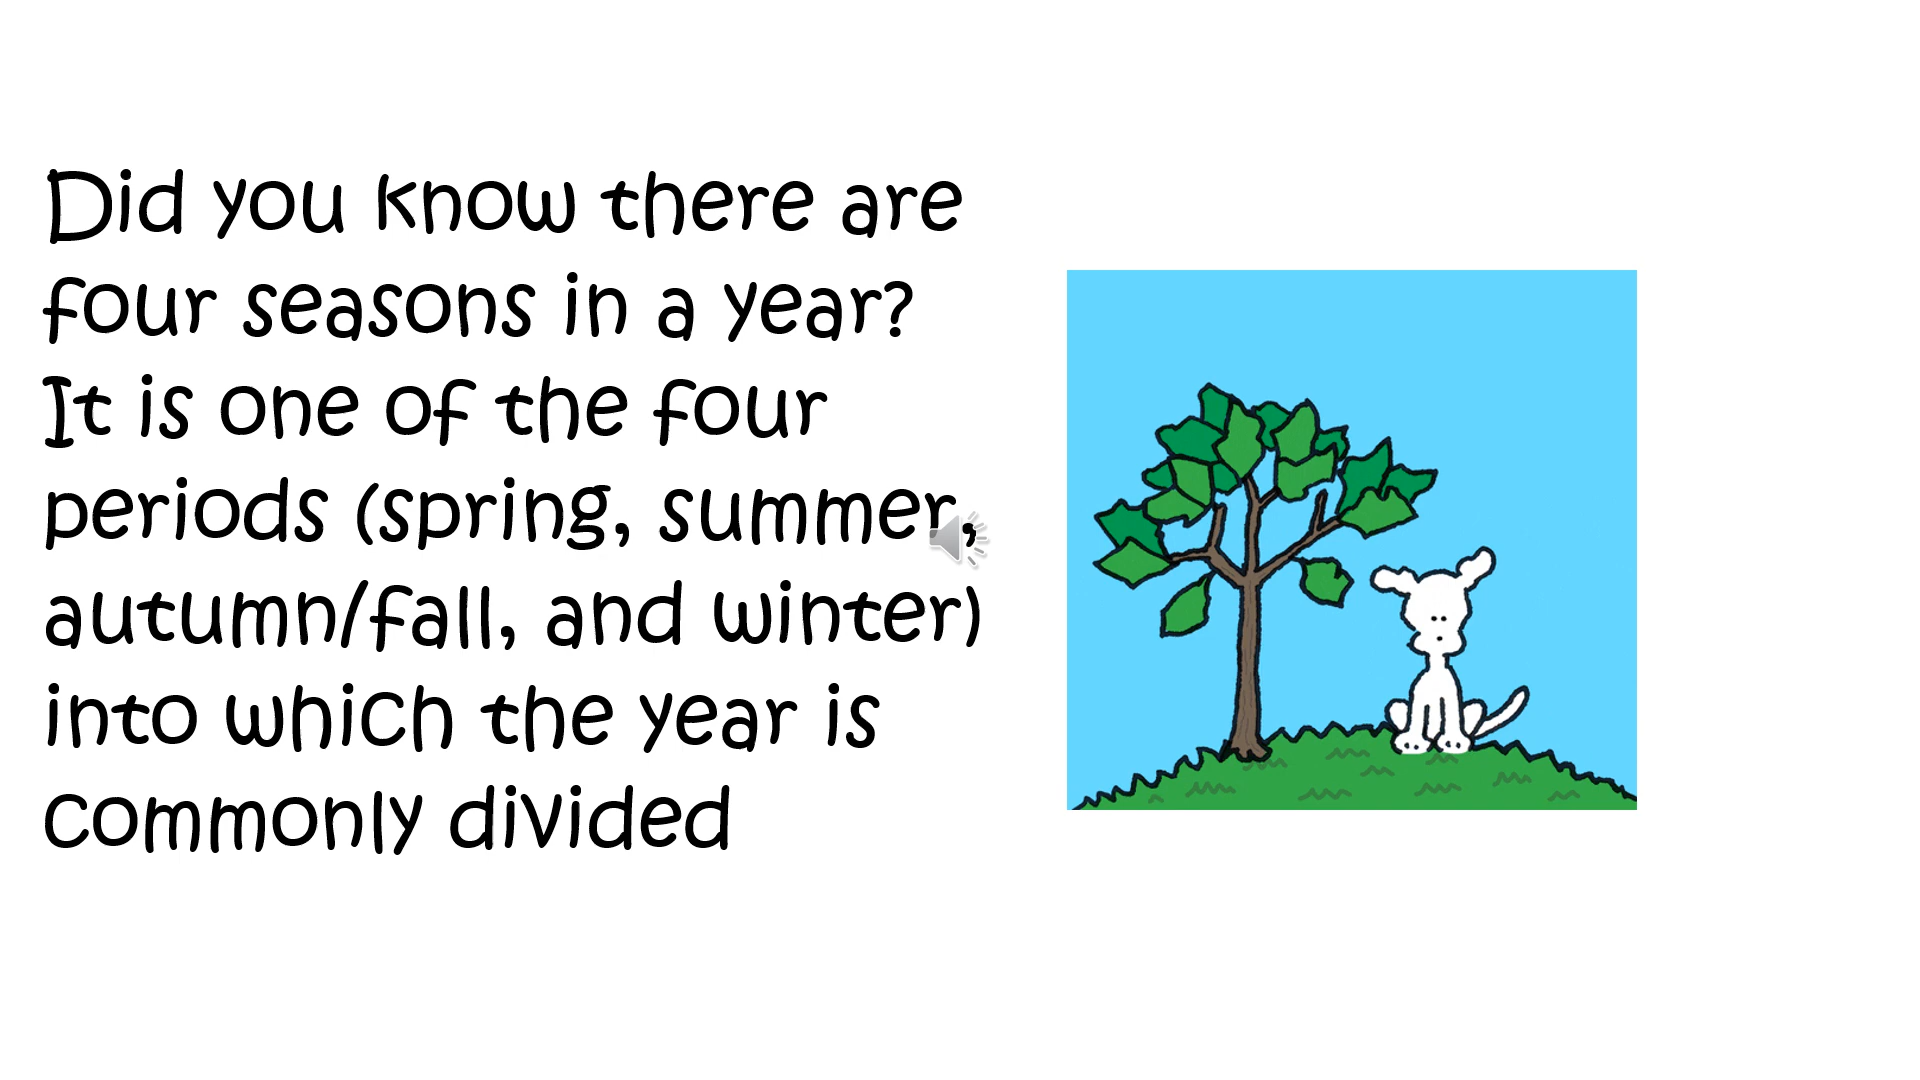 Did you know there are
four seasons in a year?
It is one of the four
periods (spring, summer,
autumn/fall, and winter)
into which the year is
commonly divided